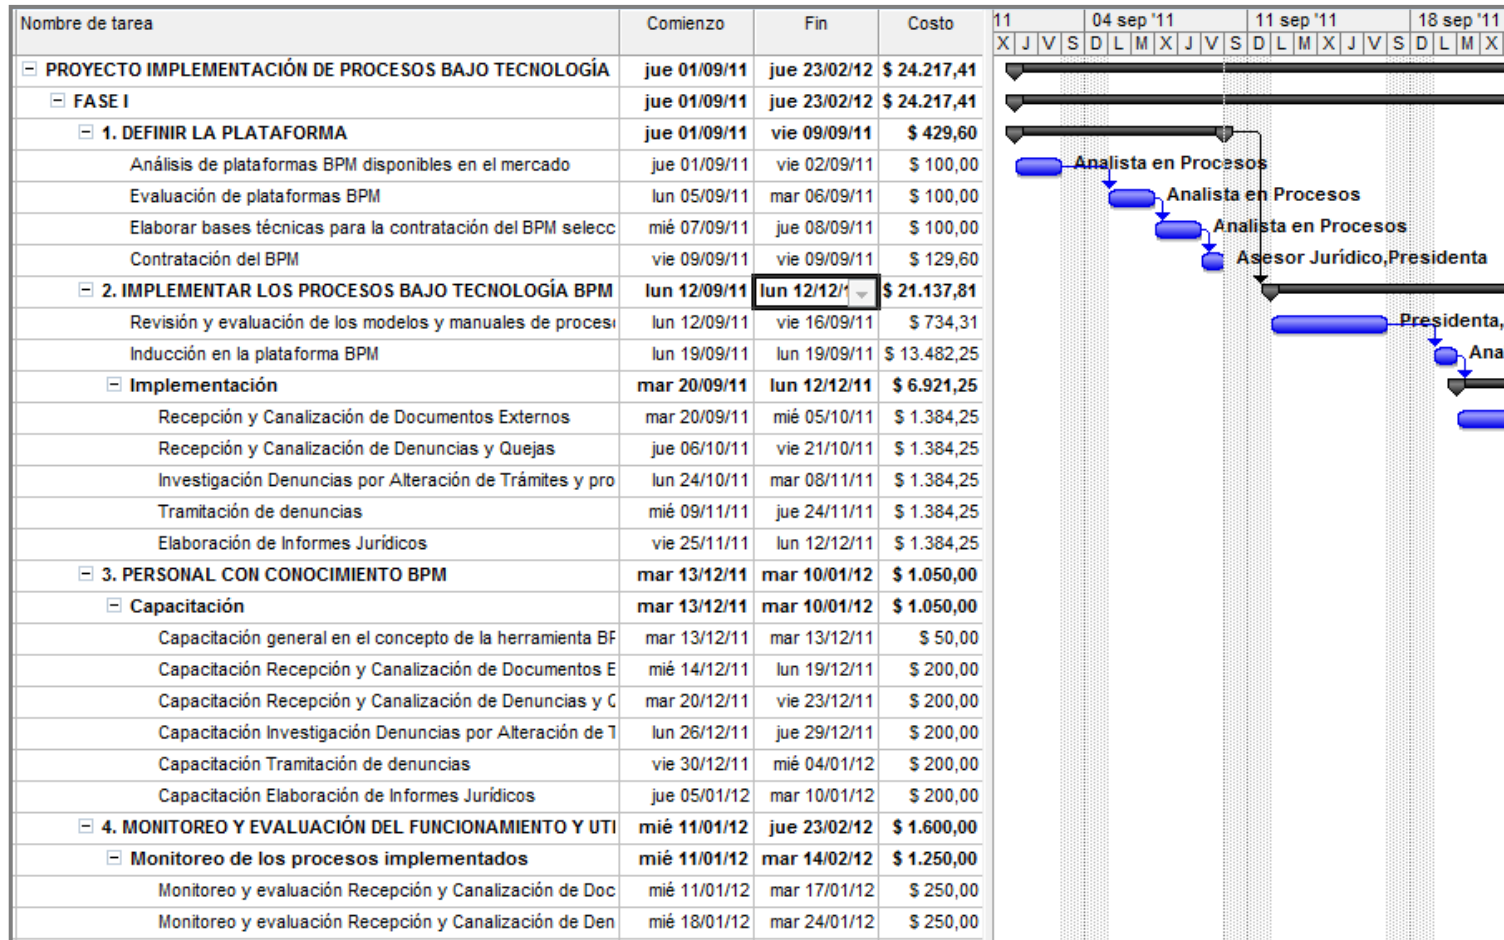 Nombre de tarea Comienzo Fin Costo 11 04 sep '11 11 sep '11 18 sep '11
X J V S D L M X J V S D L M X J V S D L M X
PROYECTO IMPLEMENTACIÓN DE PROCESOS BAJO TECNOLOGÍA jue 01/09/11 jue 23/02/12 $ 24.217,41
FASE I jue 01/09/11 jue 23/02/12 $ 24.217,41
1. DEFINIR LA PLATAFORMA jue 01/09/11 vie 09/09/11 $ 429,60
Análisis de plataformas BPM disponibles en el mercado jue 01/09/11 vie 02/09/11 $ 100,00 Analista en Procesos
Evaluación de plataformas BPM lun 05/09/11 mar 06/09/11 $ 100,00 Analista en Procesos
Elaborar bases técnicas para la contratación del BPM selecc mié 07/09/11 jue 08/09/11 $ 100,00 Analista en Procesos
Contratación del BPM vie 09/09/11 vie 09/09/11 $ 129,60 Asesor Jurídico,Presidenta
2. IMPLEMENTAR LOS PROCESOS BAJO TECNOLOGÍA BPM lun 12/09/11 lun 12/12/1 $ 21.137,81
Revisión y evaluación de los modelos y manuales de proces lun 12/09/11 vie 16/09/11 $ 734,31 Presidenta,
Inducción en la plataforma BPM lun 19/09/11 lun 19/09/11 $ 13.482,25 Ana
Implementación mar 20/09/11 lun 12/12/11 $ 6.921,25
Recepción y Canalización de Documentos Externos mar 20/09/11 mié 05/10/11 $ 1.384,25
Recepción y Canalización de Denuncias y Quejas jue 06/10/11 vie 21/10/11 $ 1.384,25
Investigación Denuncias por Alteración de Trámites y pro lun 24/10/11 mar 08/11/11 $ 1.384,25
Tramitación de denuncias mié 09/11/11 jue 24/11/11 $ 1.384,25
Elaboración de Informes Jurídicos vie 25/11/11 lun 12/12/11 $ 1.384,25
3. PERSONAL CON CONOCIMIENTO BPM mar 13/12/11 mar 10/01/12 $ 1.050,00
Capacitación mar 13/12/11 mar 10/01/12 $ 1.050,00
Capacitación general en el concepto de la herramienta BP mar 13/12/11 mar 13/12/11 $ 50,00
Capacitación Recepción y Canalización de Documentos E mié 14/12/11 lun 19/12/11 $ 200,00
Capacitación Recepción y Canalización de Denuncias y Q mar 20/12/11 vie 23/12/11 $ 200,00
Capacitación Investigación Denuncias por Alteración de T lun 26/12/11 jue 29/12/11 $ 200,00
Capacitación Tramitación de denuncias vie 30/12/11 mié 04/01/12 $ 200,00
Capacitación Elaboración de Informes Jurídicos jue 05/01/12 mar 10/01/12 $ 200,00
4. MONITOREO Y EVALUACIÓN DEL FUNCIONAMIENTO Y UTI mié 11/01/12 jue 23/02/12 $ 1.600,00
Monitoreo de los procesos implementados mié 11/01/12 mar 14/02/12 $ 1.250,00
Monitoreo y evaluación Recepción y Canalización de Doc mié 11/01/12 mar 17/01/12 $ 250,00
Monitoreo y evaluación Recepción y Canalización de Den mié 18/01/12 mar 24/01/12 $ 250,00